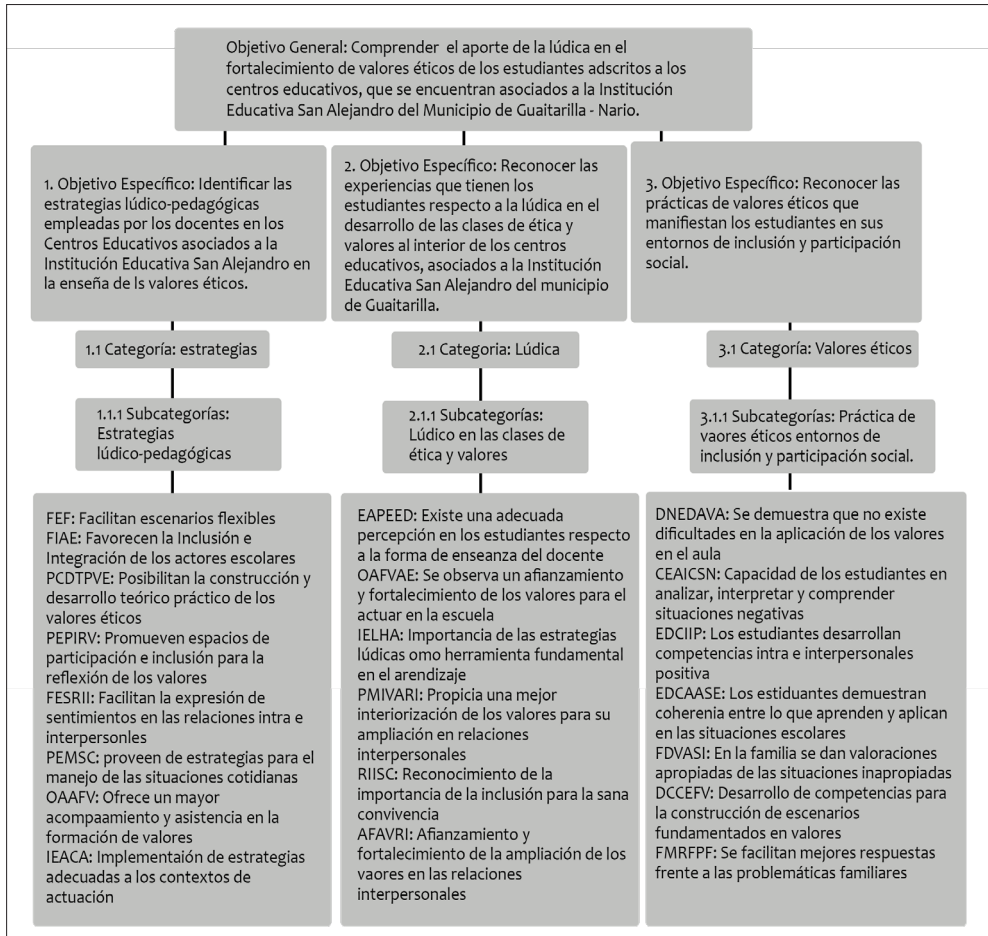 Objetivo General: Comprender el aporte de la lúdica en el
fortalecimiento de valores éticos de los estudiantes adscritos a los
centros educativos, que se encuentran asociados a la Institución
Educativa San Alejandro del Municipio de Guaitarilla - Nario.
1. Objetivo Específico: Identificar las
estrategias lúdico-pedagógicas
empleadas por los docentes en los
Centros Educativos asociados a la
Institución Educativa San Alejandro en
la enseña de ls valores éticos.
2. Objetivo Específico: Reconocer las
experiencias que tienen los
estudiantes respecto a la lúdica en el
desarrollo de las clases de ética y
valores al interior de los centros
educativos, asociados a la Institución
Educativa San Alejandro del municipio
de Guaitarilla.
3. Objetivo Específico: Reconocer las
prácticas de valores éticos que
manifiestan los estudiantes en sus
entornos de inclusión y participación
social.
1.1 Categoría: estrategias
2.1 Categoria: Lúdica
3.1 Categoría: Valores éticos
1.1.1 Subcategorías:
Estrategias
lúdico-pedagógicas
2.1.1 Subcategorías:
Lúdico en las clases de
ética y valores
3.1.1 Subcategorías: Práctica de
vaores éticos entornos de
inclusión y participación social.
FEF: Facilitan escenarios flexibles
FIAE: Favorecen la Inclusión e
Integración de los actores escolares
PCDTPVE: Posibilitan la construcción y
desarrollo teórico práctico de los
valores éticos
PEPIRV: Promueven espacios de
participación e inclusión para la
reflexión de los valores
FESRII: Facilitan la expresión de
sentimientos en las relaciones intra e
interpersonles
PEMSC: proveen de estrategias para el
manejo de las situaciones cotidianas
OAAFV: Ofrece un mayor
acompaamiento y asistencia en la
formación de valores
IEACA: Implementaión de estrategias
adecuadas a los contextos de
actuación
EAPEED: Existe una adecuada
percepción en los estudiantes respecto
a la forma de enseanza del docente
OAFVAE: Se observa un afianzamiento
y fortalecimiento de los valores para el
actuar en la escuela
IELHA: Importancia de las estrategias
lúdicas omo herramienta fundamental
en el arendizaje
PMIVARI: Propicia una mejor
interiorización de los valores para su
ampliación en relaciones
interpersonales
RIISC: Reconocimiento de la
importancia de la inclusión para la sana
convivencia
AFAVRI: Afianzamiento y
fortalecimiento de la ampliación de los
vaores en las relaciones
interpersonales
DNEDAVA: Se demuestra que no existe
dificultades en la aplicación de los valores
en el aula
CEAICSN: Capacidad de los estudiantes en
analizar, interpretar y comprender
situaciones negativas
EDCIIP: Los estudiantes desarrollan
competencias intra e interpersonales
positiva
EDCAASE: Los estiduantes demuestran
coherenia entre lo que aprenden y aplican
en las situaciones escolares
FDVASI: En la familia se dan valoraciones
apropiadas de las situaciones inapropiadas
DCCEFV: Desarrollo de competencias para
la construcción de escenarios
fundamentados en valores
FMRFPF: Se facilitan mejores respuestas
frente a las problemáticas familiares